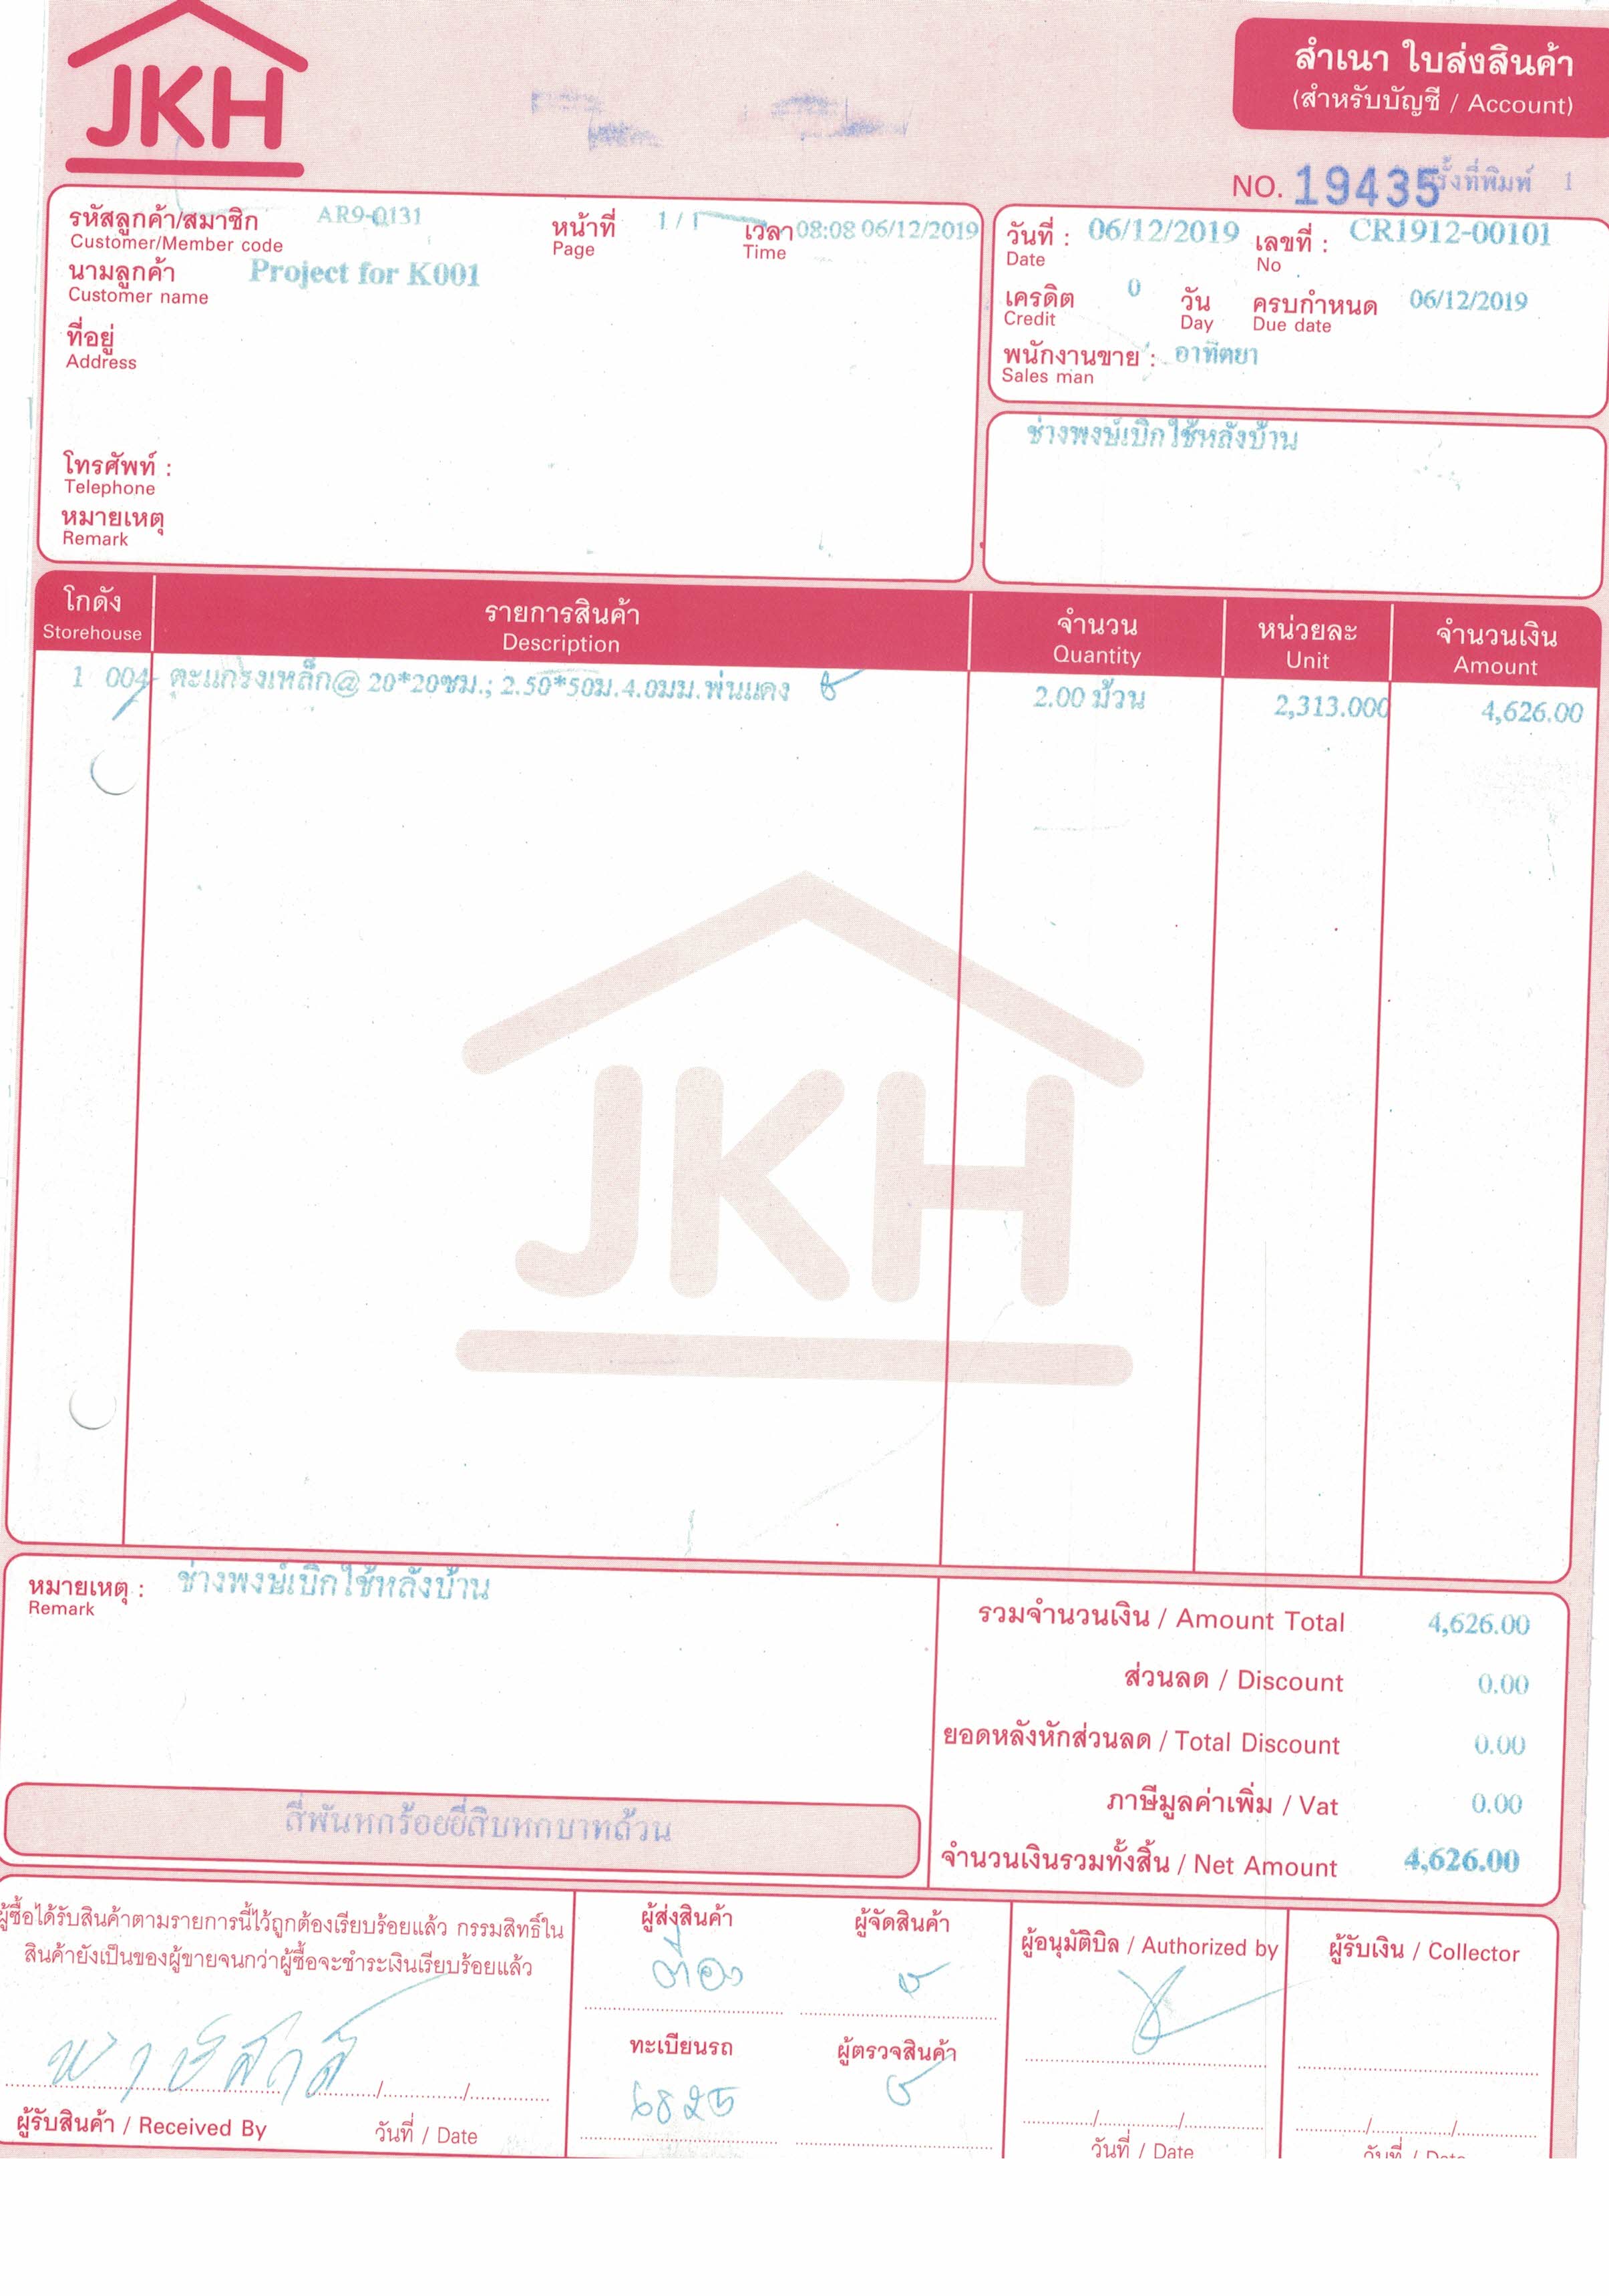 JKH
สำเนา ใบส่งสินค้า
(สำหรับบัญชี / Account)
NO. 19435 ครั้งที่พิมพ์ 1
รหัสลูกค้า/สมาชิก AR9-0131 หน้าที่ 1 / 1 เวลา 08:08 06/12/2019
Customer/Member code Page Time
นามลูกค้า Project for K001
Customer name
ที่อยู่
Address
โทรศัพท์ :
Telephone
หมายเหตุ
Remark
วันที่ : 06/12/2019 เลขที่ : CR1912-00101
Date No
เครดิต 0 วัน ครบกำหนด 06/12/2019
Credit Day Due date
พนักงานขาย : อาทิตยา
Sales man
ช่างพงษ์เบิกใช้หลังบ้าน
โกดัง รายการสินค้า จำนวน หน่วยละ จำนวนเงิน
Storehouse Description Quantity Unit Amount
1 004 ตะแกรงเหล็ก@ 20*20ซม.; 2.50*50ม.4.0มม.พ่นแดง 2.00 ม้วน 2,313.000 4,626.00
JKH
หมายเหตุ : ช่างพงษ์เบิกใช้หลังบ้าน
Remark
รวมจำนวนเงิน / Amount Total 4,626.00
ส่วนลด / Discount 0.00
ยอดหลังหักส่วนลด / Total Discount 0.00
ภาษีมูลค่าเพิ่ม / Vat 0.00
สี่พันหกร้อยยี่สิบหกบาทถ้วน
จำนวนเงินรวมทั้งสิ้น / Net Amount 4,626.00
ผู้ซื้อได้รับสินค้าตามรายการนี้ไว้ถูกต้องเรียบร้อยแล้ว กรรมสิทธิ์ใน
สินค้ายังเป็นของผู้ขายจนกว่าผู้ซื้อจะชำระเงินเรียบร้อยแล้ว
ผู้รับสินค้า / Received By วันที่ / Date
ผู้ส่งสินค้า ผู้จัดสินค้า
ต๋อง
ทะเบียนรถ ผู้ตรวจสินค้า
6825
ผู้อนุมัติบิล / Authorized by
วันที่ / Date
ผู้รับเงิน / Collector
วันที่ / Date